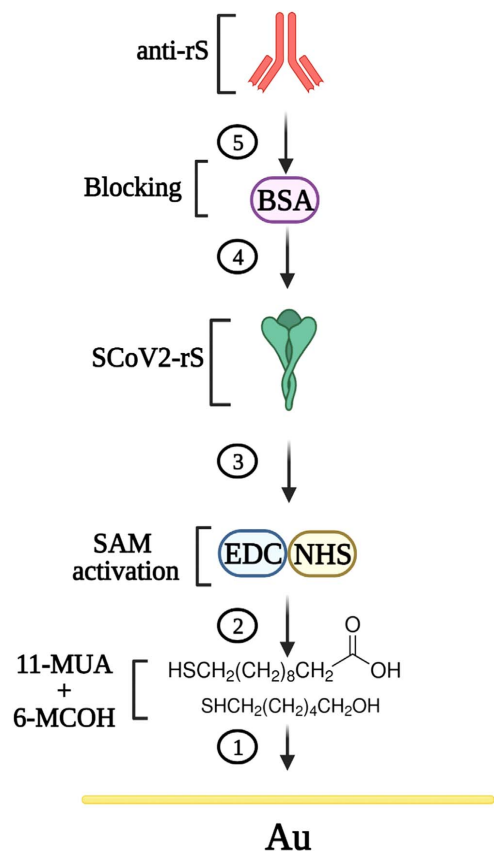 anti-rS
5
Blocking
BSA
4
SCoV2-rS
3
SAM
activation
EDC NHS
2
11-MUA
+
6-MCOH
O
HSCH₂(CH₂)₈CH₂ OH
SHCH₂(CH₂)₄CH₂OH
1
Au